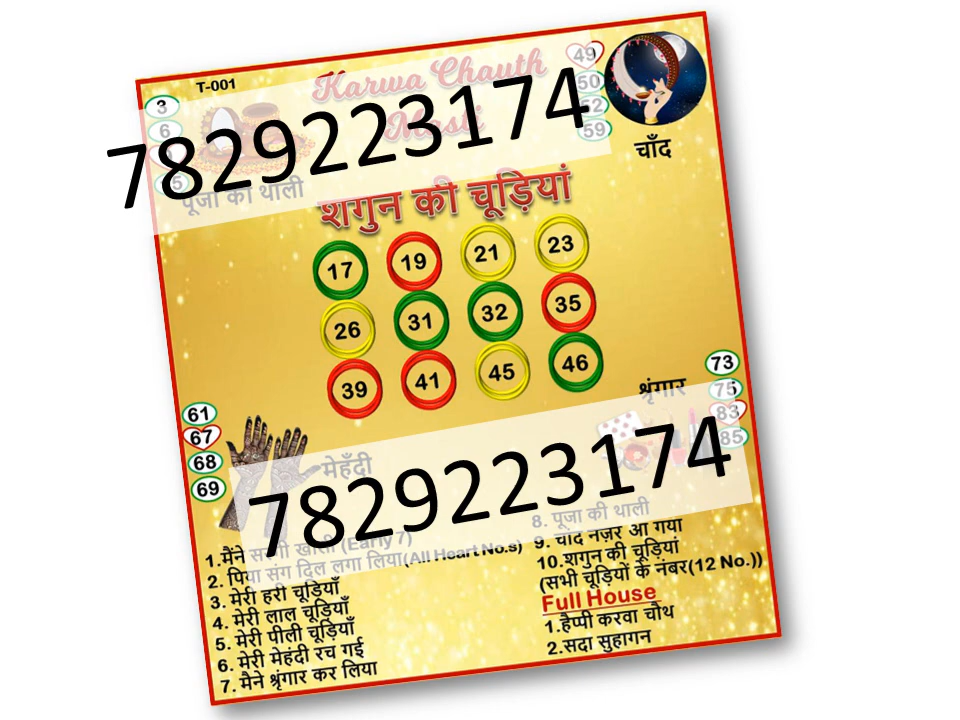 T-001
Karwa Chauth
Masti
3
6
49
50
52
59
7829223174
पूजा की थाली
चाँद
शगुन की चूड़ियां
17 19 21 23
26 31 32 35
39 41 45 46
61
67
68
69
मेहँदी
श्रृंगार
73
75
83
85
7829223174
1.मैंने सरगी खाली (Early 7)
2. पिया संग दिल लगा लिया(All Heart No.s)
3. मेरी हरी चूड़ियाँ
4. मेरी लाल चूड़ियाँ
5. मेरी पीली चूड़ियाँ
6. मेरी मेहंदी रच गई
7. मैने श्रृंगार कर लिया
8. पूजा की थाली
9. चाँद नज़र आ गया
10.शगुन की चूड़ियां
(सभी चूड़ियों के नंबर(12 No.))
Full House
1.हैप्पी करवा चौथ
2.सदा सुहागन